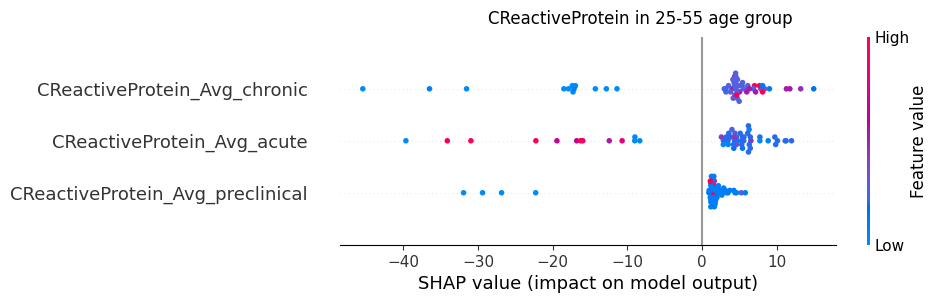 CReactiveProtein in 25-55 age group
High
CReactiveProtein_Avg_chronic
CReactiveProtein_Avg_acute
CReactiveProtein_Avg_preclinical
Feature value
Low
−40 −30 −20 −10 0 10
SHAP value (impact on model output)